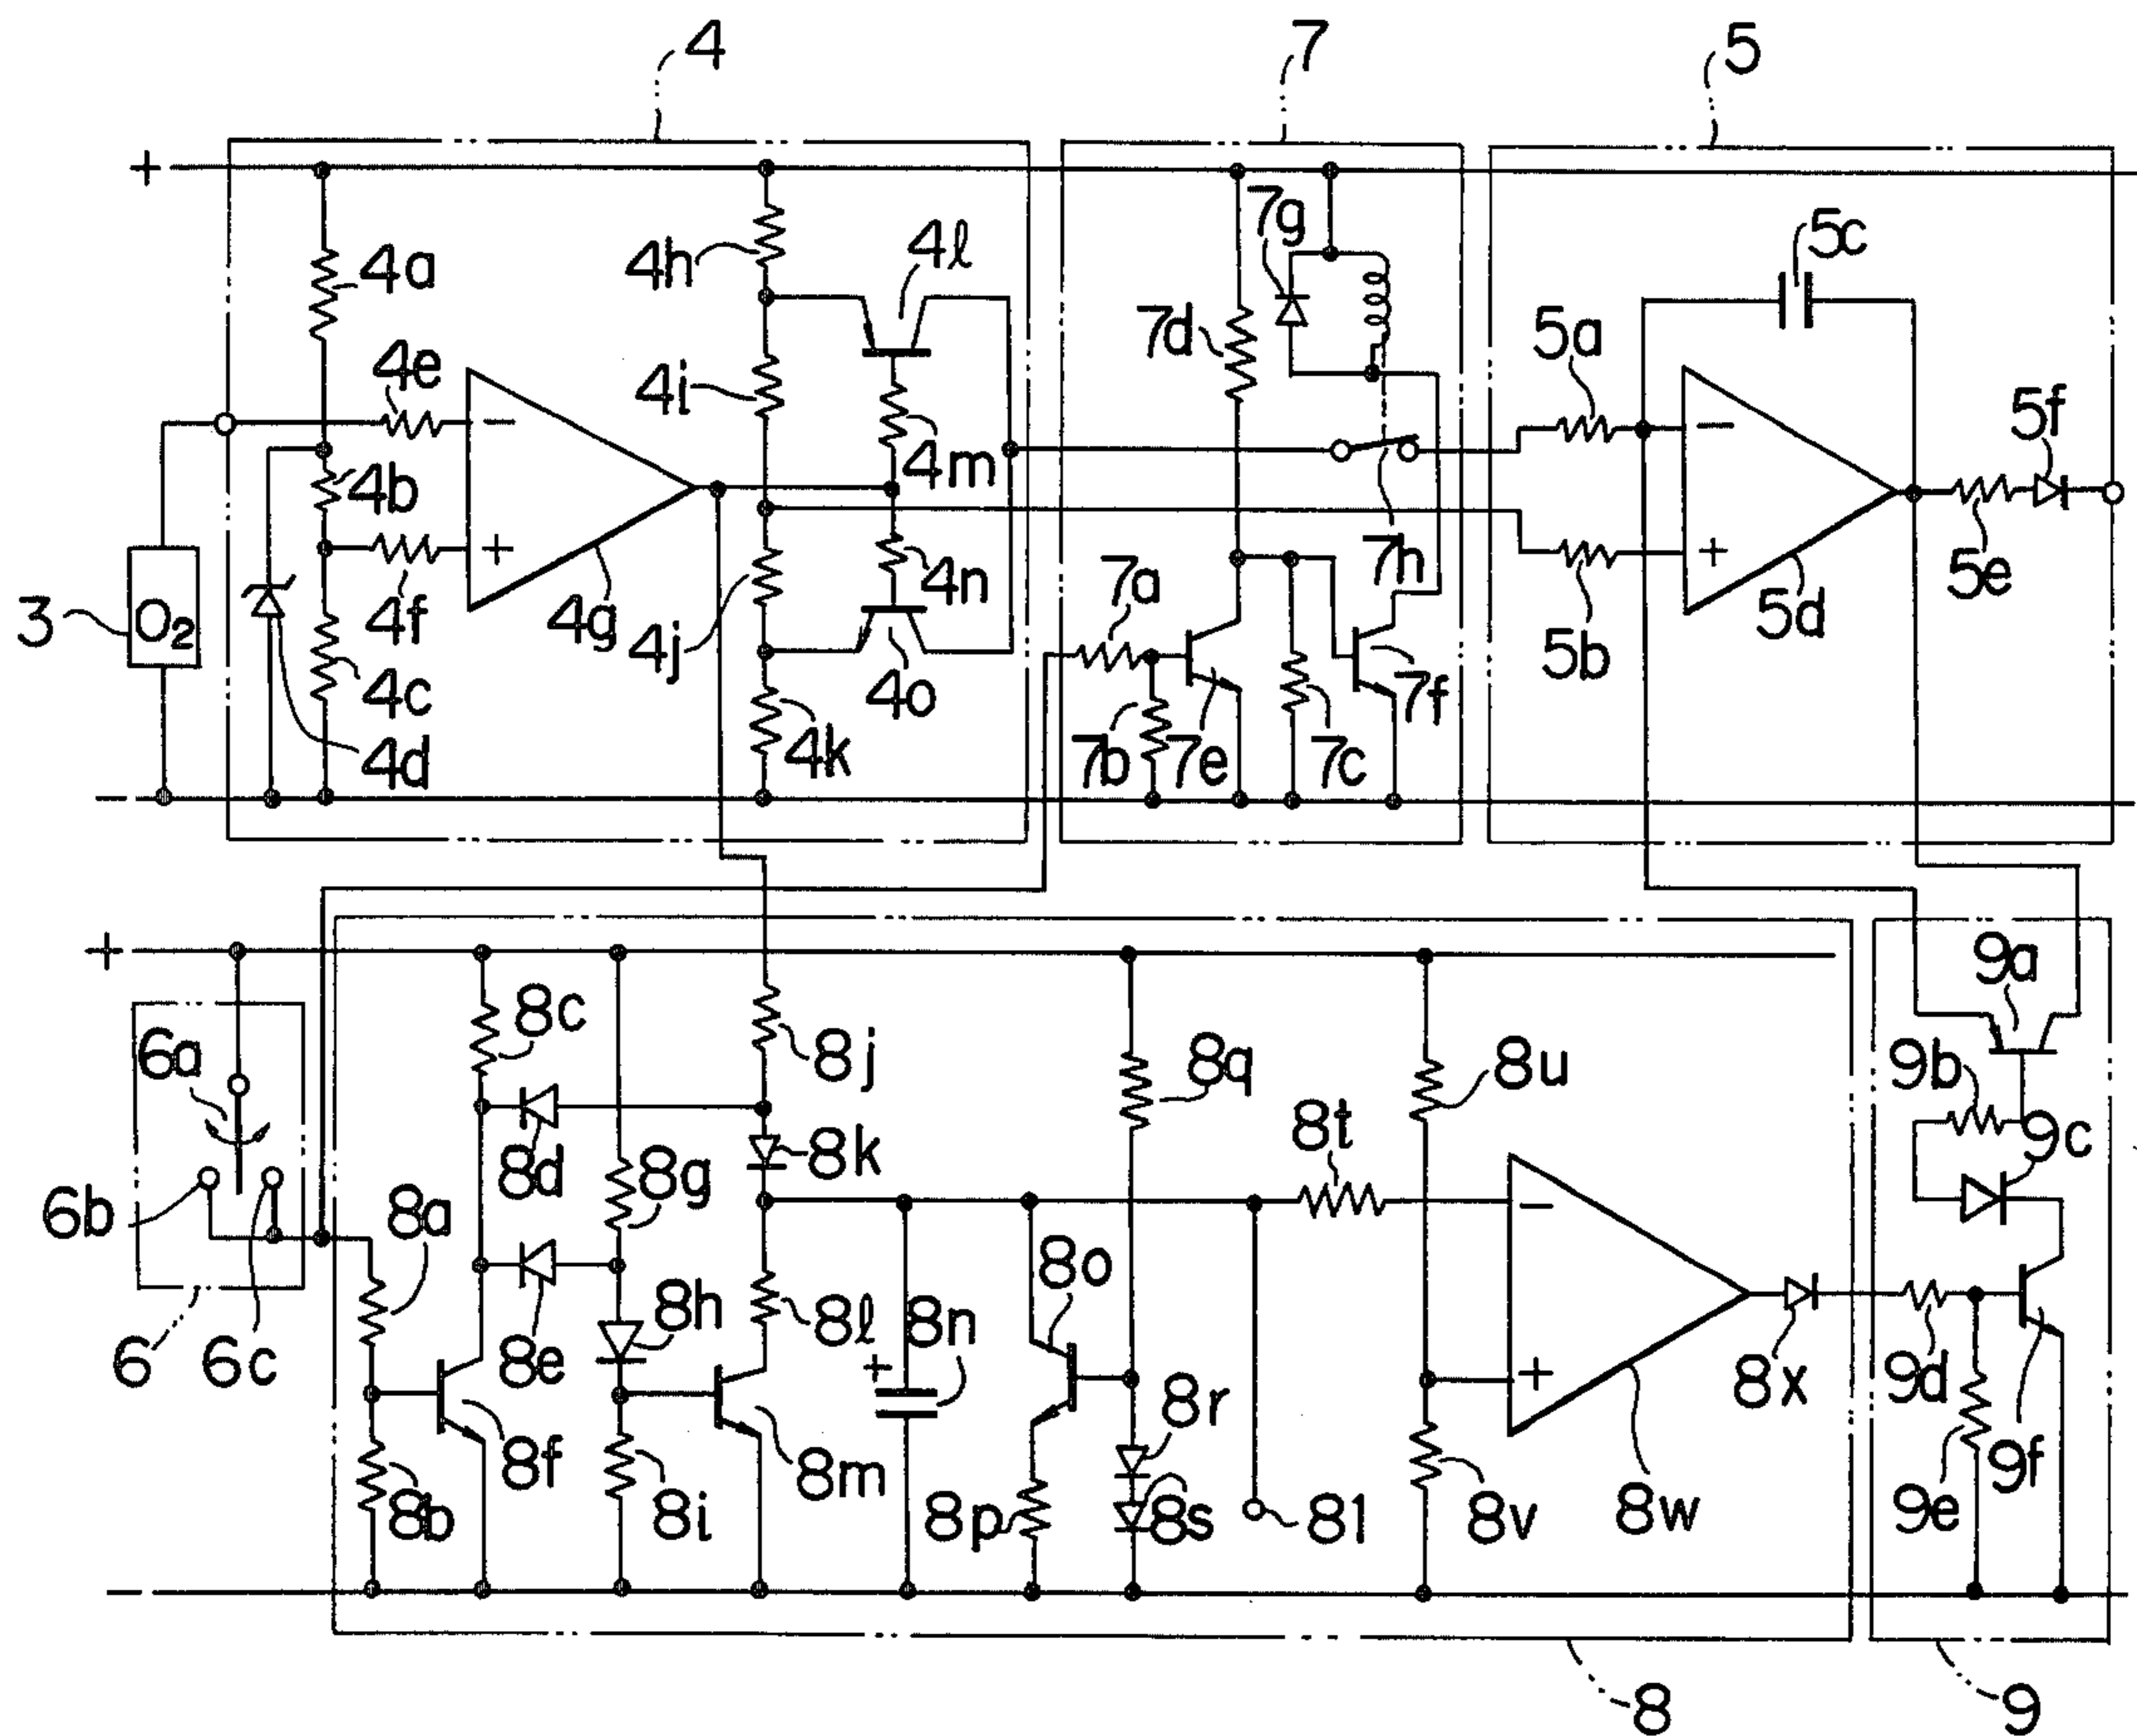 4 7 5
+
4a 4h 4ℓ 7g 5c
4e 4i 7d 5a 5f
− −
4b 4m
+ +
3 O2 4f 4g 4j 4n 7a 7h 5b 5d 5e
4c 4o 7f
4d 4k 7b 7e 7c
−
+
8c 9a
6a 8j 8q 8u 9b
8d 8k 8t 9c
6b 8a 8g −
8o
6 6c 8e 8h 8ℓ 8n
+ + 8x 9d
8f 8m 8r 9f
8b 8i 8p 8s 81 8v 8w 9e
−
8 9